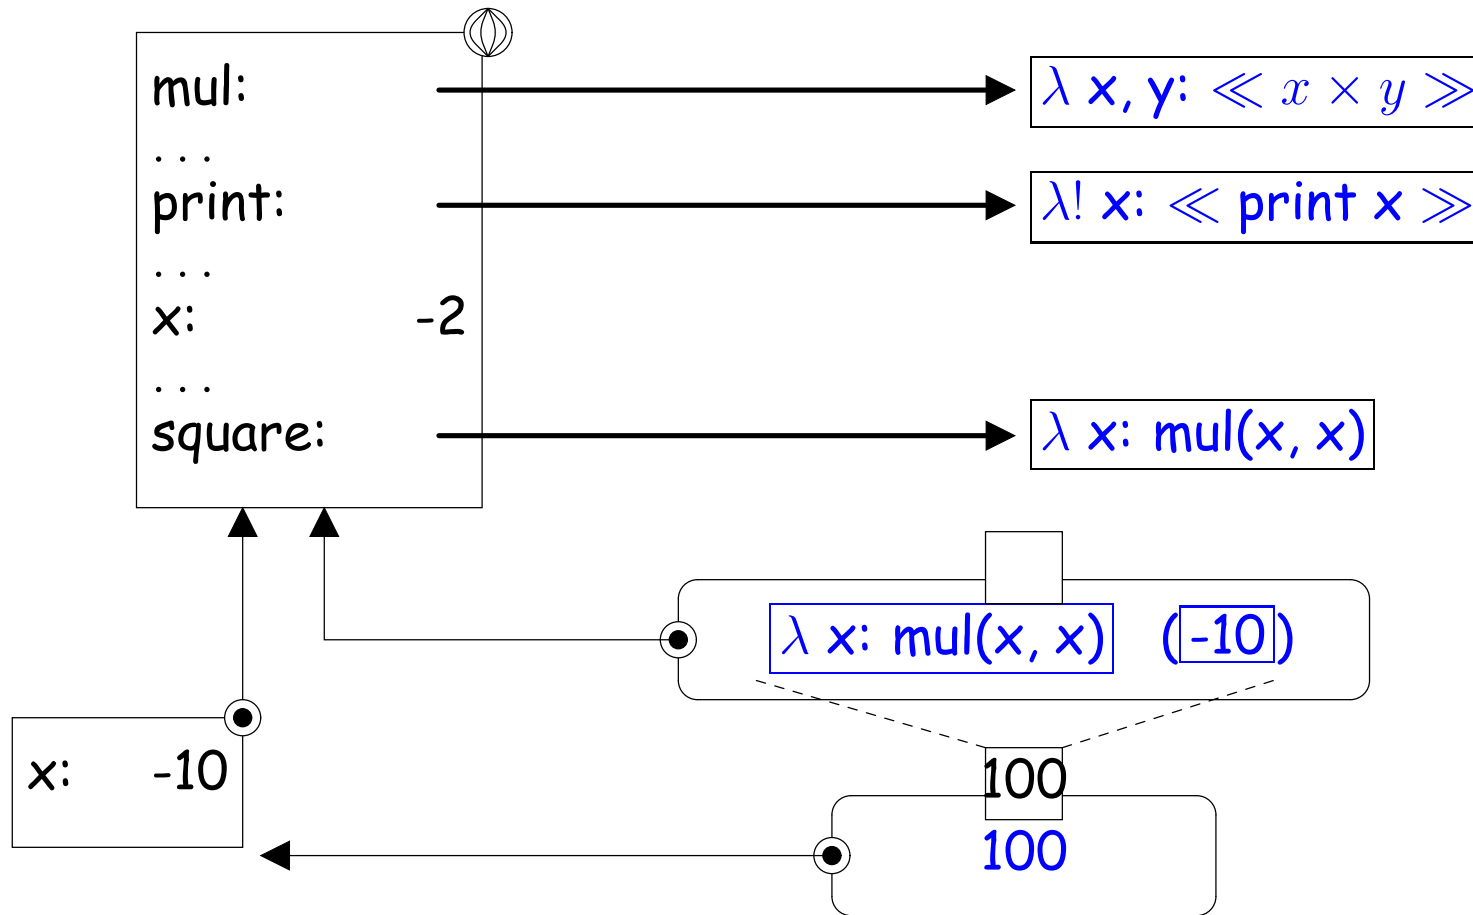 mul: λ x, y: ≪ x × y ≫
...
print: λ! x: ≪ print x ≫
...
x: -2
...
square: λ x: mul(x, x)
λ x: mul(x, x) (-10)
x: -10
100
100